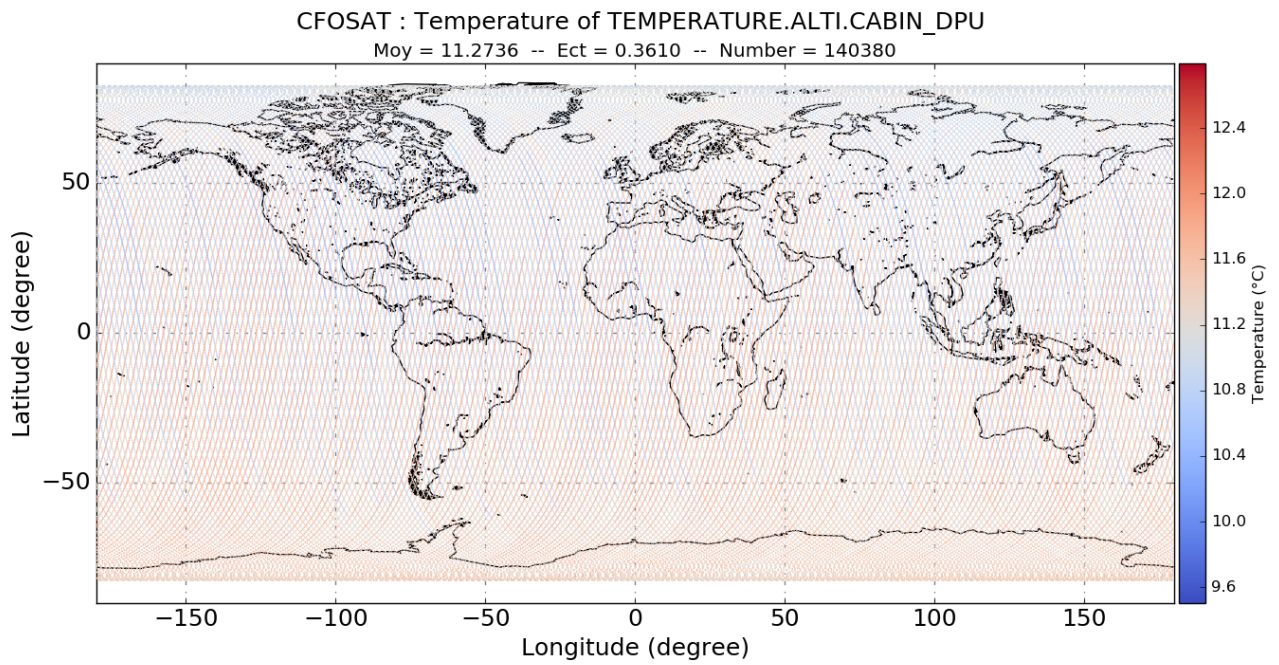 CFOSAT : Temperature of TEMPERATURE.ALTI.CABIN_DPU
Moy = 11.2736 -- Ect = 0.3610 -- Number = 140380
50
0
−50
Latitude (degree)
−150 −100 −50 0 50 100 150
Longitude (degree)
12.4
12.0
11.6
11.2
10.8
10.4
10.0
9.6
Temperature (°C)